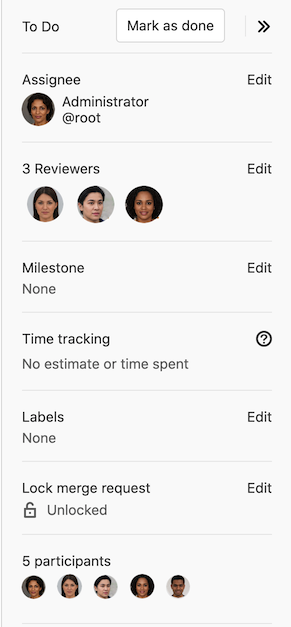 To Do Mark as done
Assignee Edit
Administrator
@root
3 Reviewers Edit
Milestone Edit
None
Time tracking
No estimate or time spent
Labels Edit
None
Lock merge request Edit
Unlocked
5 participants